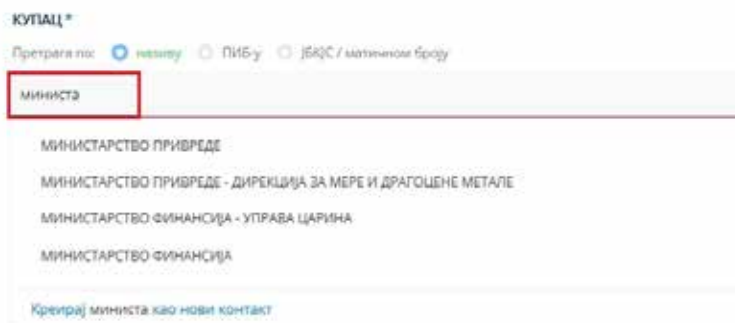 КУПАЦ *
Претрага по: називу ПИБ-у ЈБКЈС / матичном броју
министа
МИНИСТАРСТВО ПРИВРЕДЕ
МИНИСТАРСТВО ПРИВРЕДЕ - ДИРЕКЦИЈА ЗА МЕРЕ И ДРАГОЦЕНЕ МЕТАЛЕ
МИНИСТАРСТВО ФИНАНСИЈА - УПРАВА ЦАРИНА
МИНИСТАРСТВО ФИНАНСИЈА
Креирај министа као нови контакт